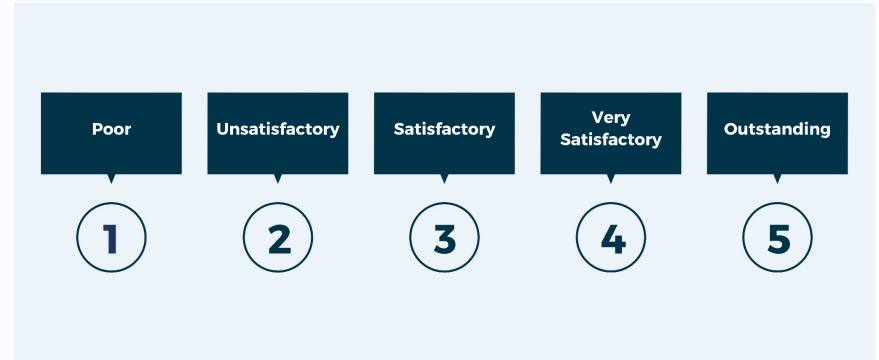 Poor
Unsatisfactory
Satisfactory
Very
Satisfactory
Outstanding
1
2
3
4
5